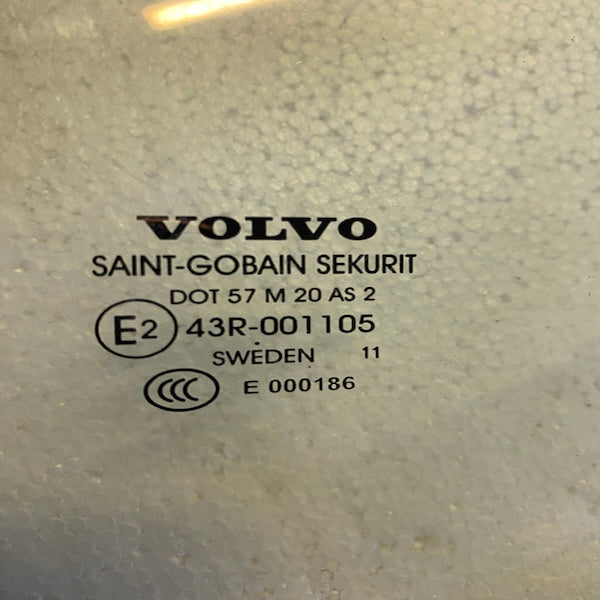 VOLVO
SAINT-GOBAIN SEKURIT
DOT 57 M 20 AS 2
E2 43R-001105
SWEDEN 11
CCC E 000186